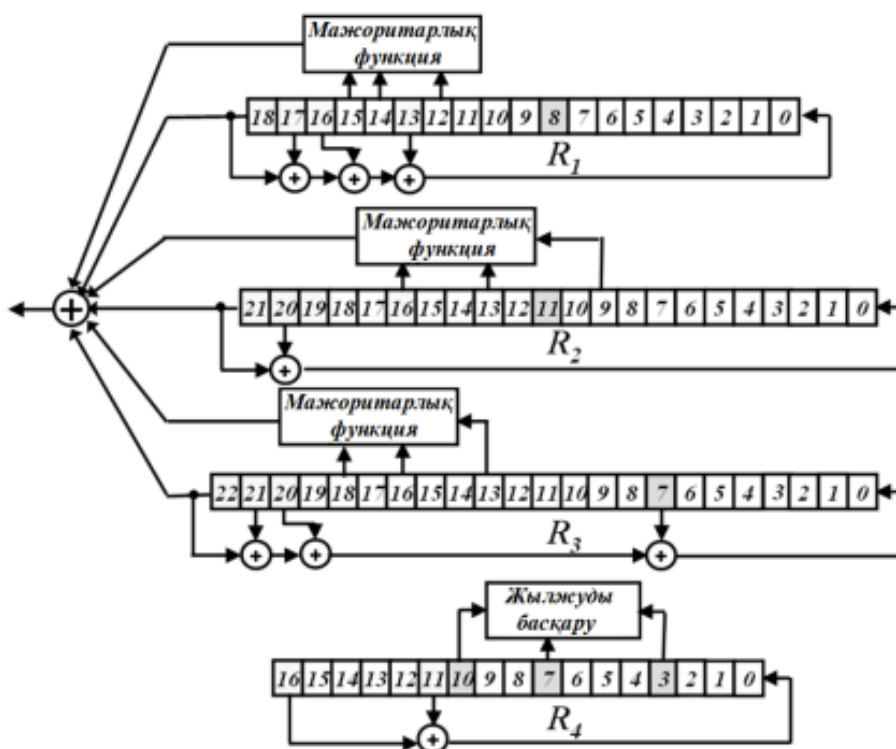 Мажоритарлық
функция
18 17 16 15 14 13 12 11 10 9 8 7 6 5 4 3 2 1 0
R1
+ + +
Мажоритарлық
функция
+
21 20 19 18 17 16 15 14 13 12 11 10 9 8 7 6 5 4 3 2 1 0
R2
+
Мажоритарлық
функция
22 21 20 19 18 17 16 15 14 13 12 11 10 9 8 7 6 5 4 3 2 1 0
R3
+ + +
Жылжуды
басқару
16 15 14 13 12 11 10 9 8 7 6 5 4 3 2 1 0
R4
+